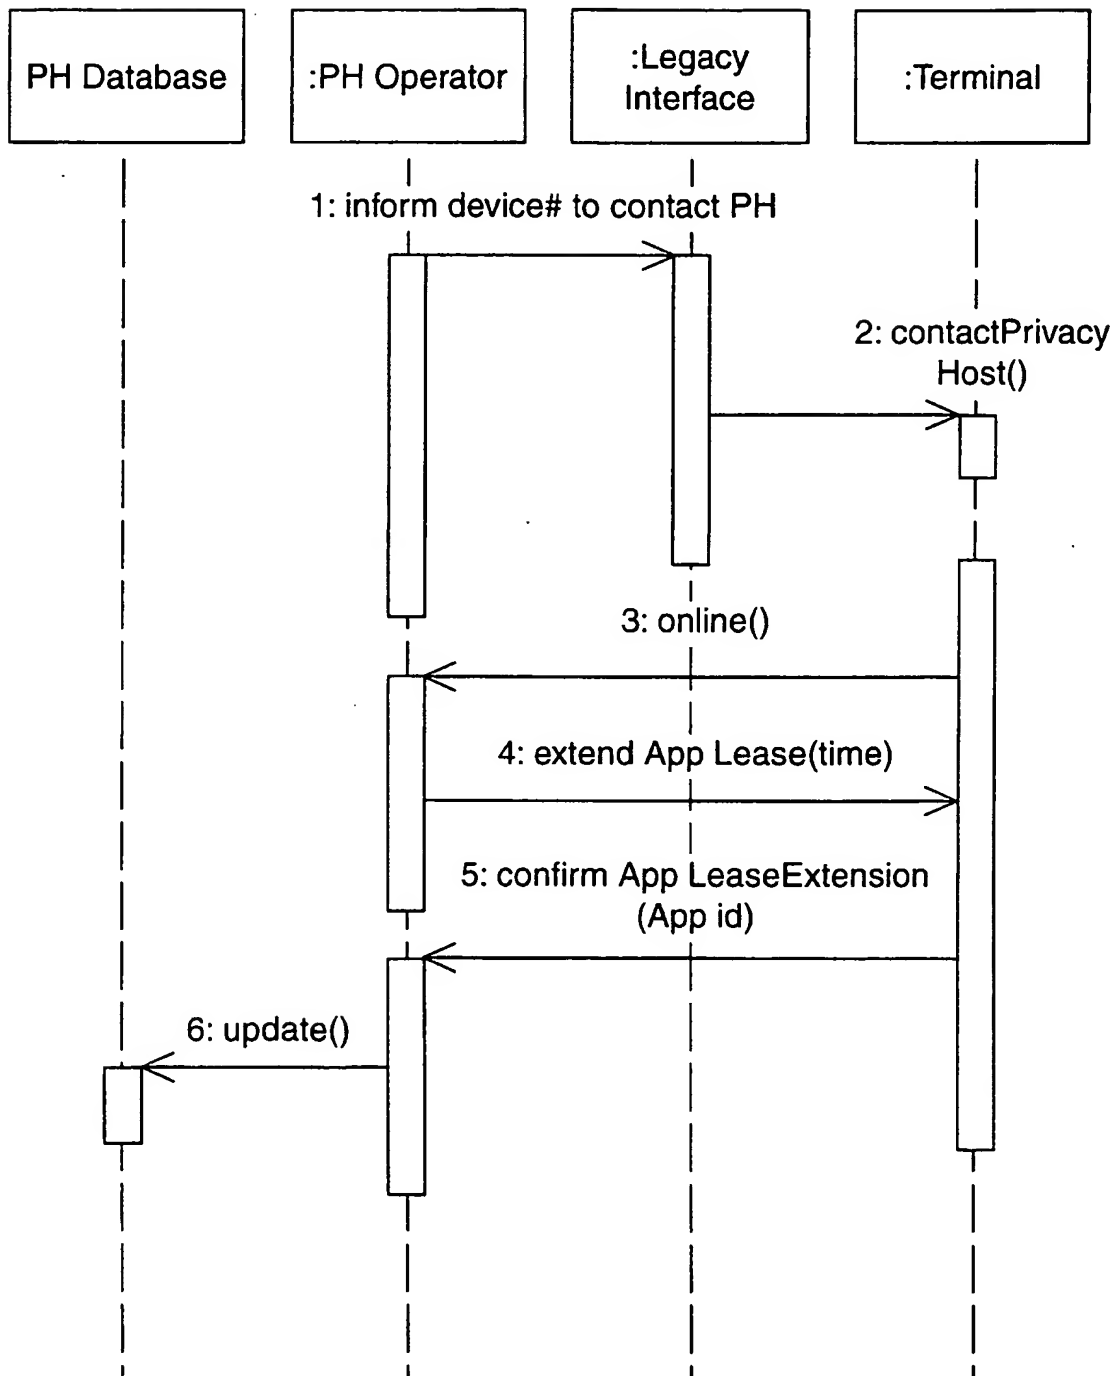 PH Database
:PH Operator
:Legacy
Interface
:Terminal
1: inform device# to contact PH
2: contactPrivacy
Host()
3: online()
4: extend App Lease(time)
5: confirm App LeaseExtension
(App id)
6: update()